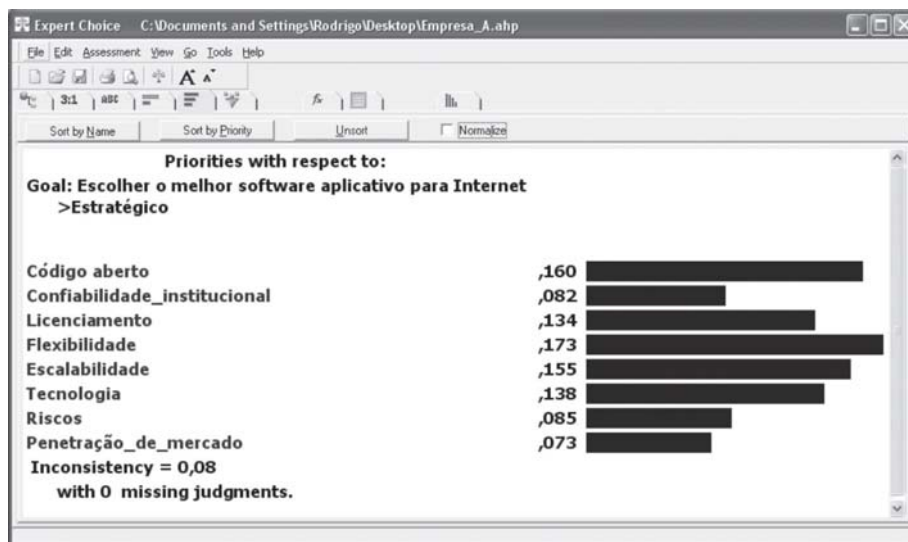 Expert Choice C:\Documents and Settings\Rodrigo\Desktop\Empresa_A.ahp
File Edit Assessment View Go Tools Help
3:1 ABC
Sort by Name Sort by Priority Unsort Normalize
Priorities with respect to:
Goal: Escolher o melhor software aplicativo para Internet
>Estratégico
Código aberto ,160
Confiabilidade_institucional ,082
Licenciamento ,134
Flexibilidade ,173
Escalabilidade ,155
Tecnologia ,138
Riscos ,085
Penetração_de_mercado ,073
Inconsistency = 0,08
with 0 missing judgments.